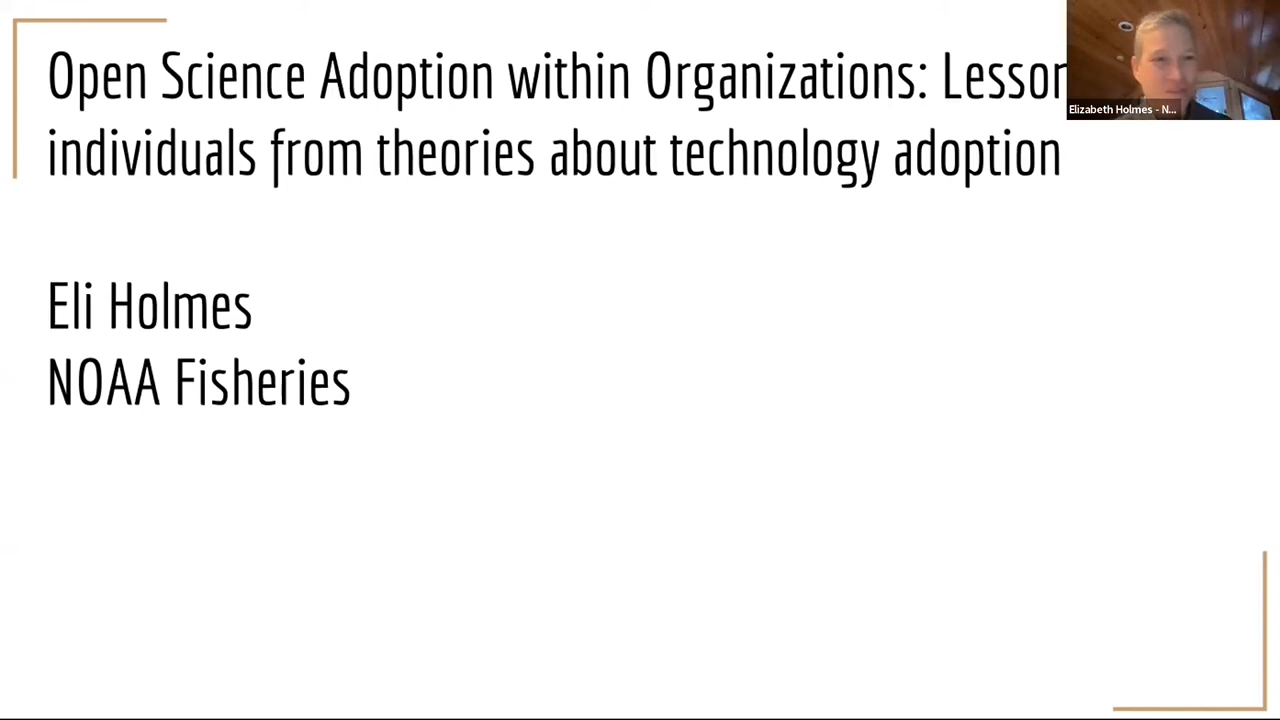 Open Science Adoption within Organizations: Lesson
individuals from theories about technology adoption
Elizabeth Holmes - N...
Eli Holmes
NOAA Fisheries